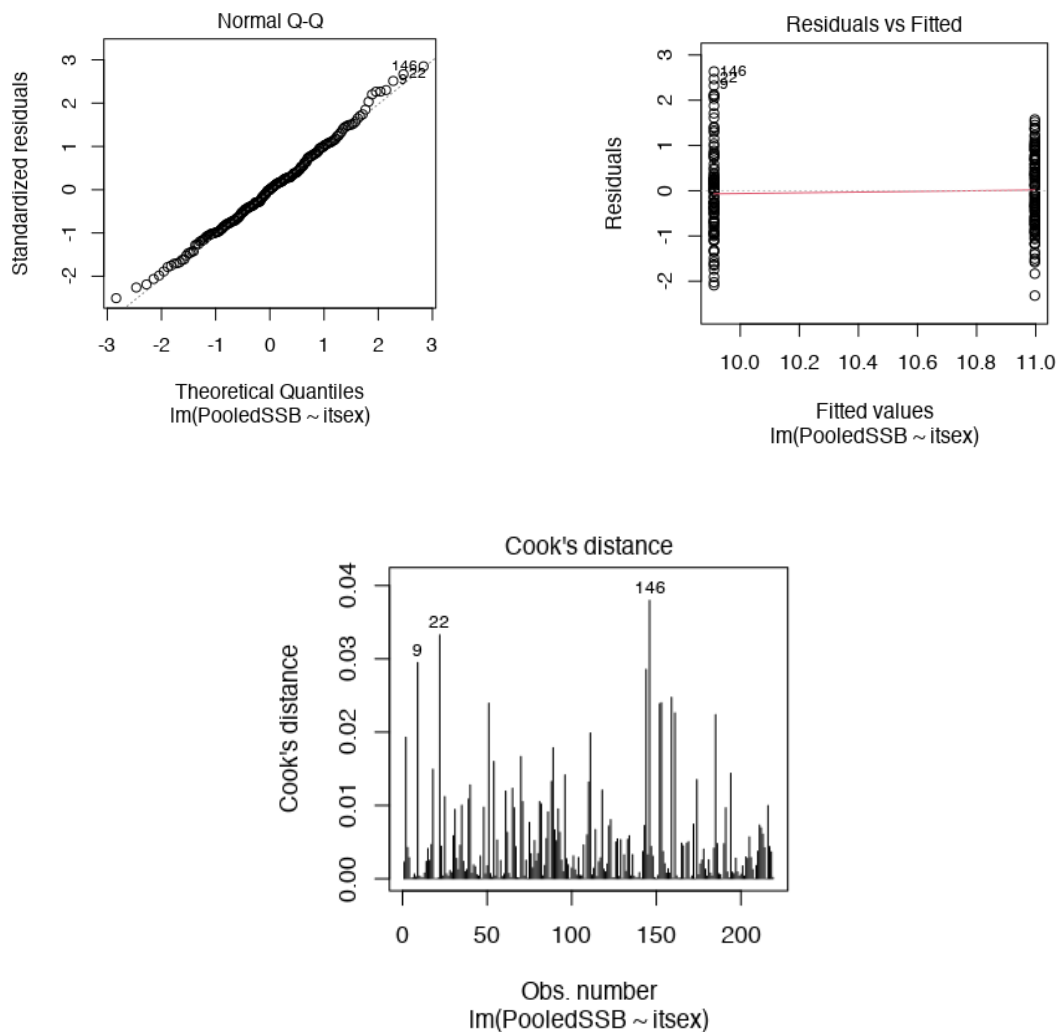 Normal Q-Q
Standardized residuals
3
2
1
0
-1
-2
146
22
9
-3 -2 -1 0 1 2 3
Theoretical Quantiles
lm(PooledSSB ~ itsex)
Residuals vs Fitted
Residuals
3
2
1
0
-1
-2
146
22
9
10.0 10.2 10.4 10.6 10.8 11.0
Fitted values
lm(PooledSSB ~ itsex)
Cook's distance
Cook's distance
0.04
0.03
0.02
0.01
0.00
9
22
146
0 50 100 150 200
Obs. number
lm(PooledSSB ~ itsex)